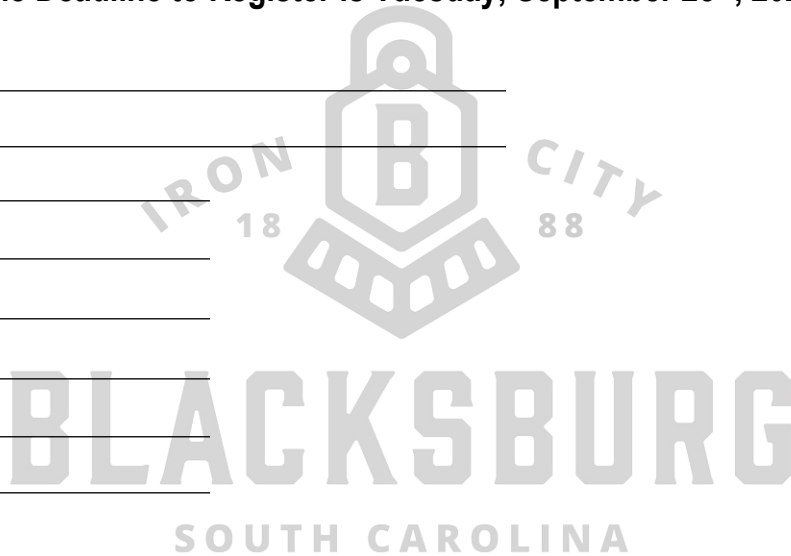 Deadline to Register is Tuesday, September
B
IRON CITY
18 88
BLACKSBURG
SOUTH CAROLINA